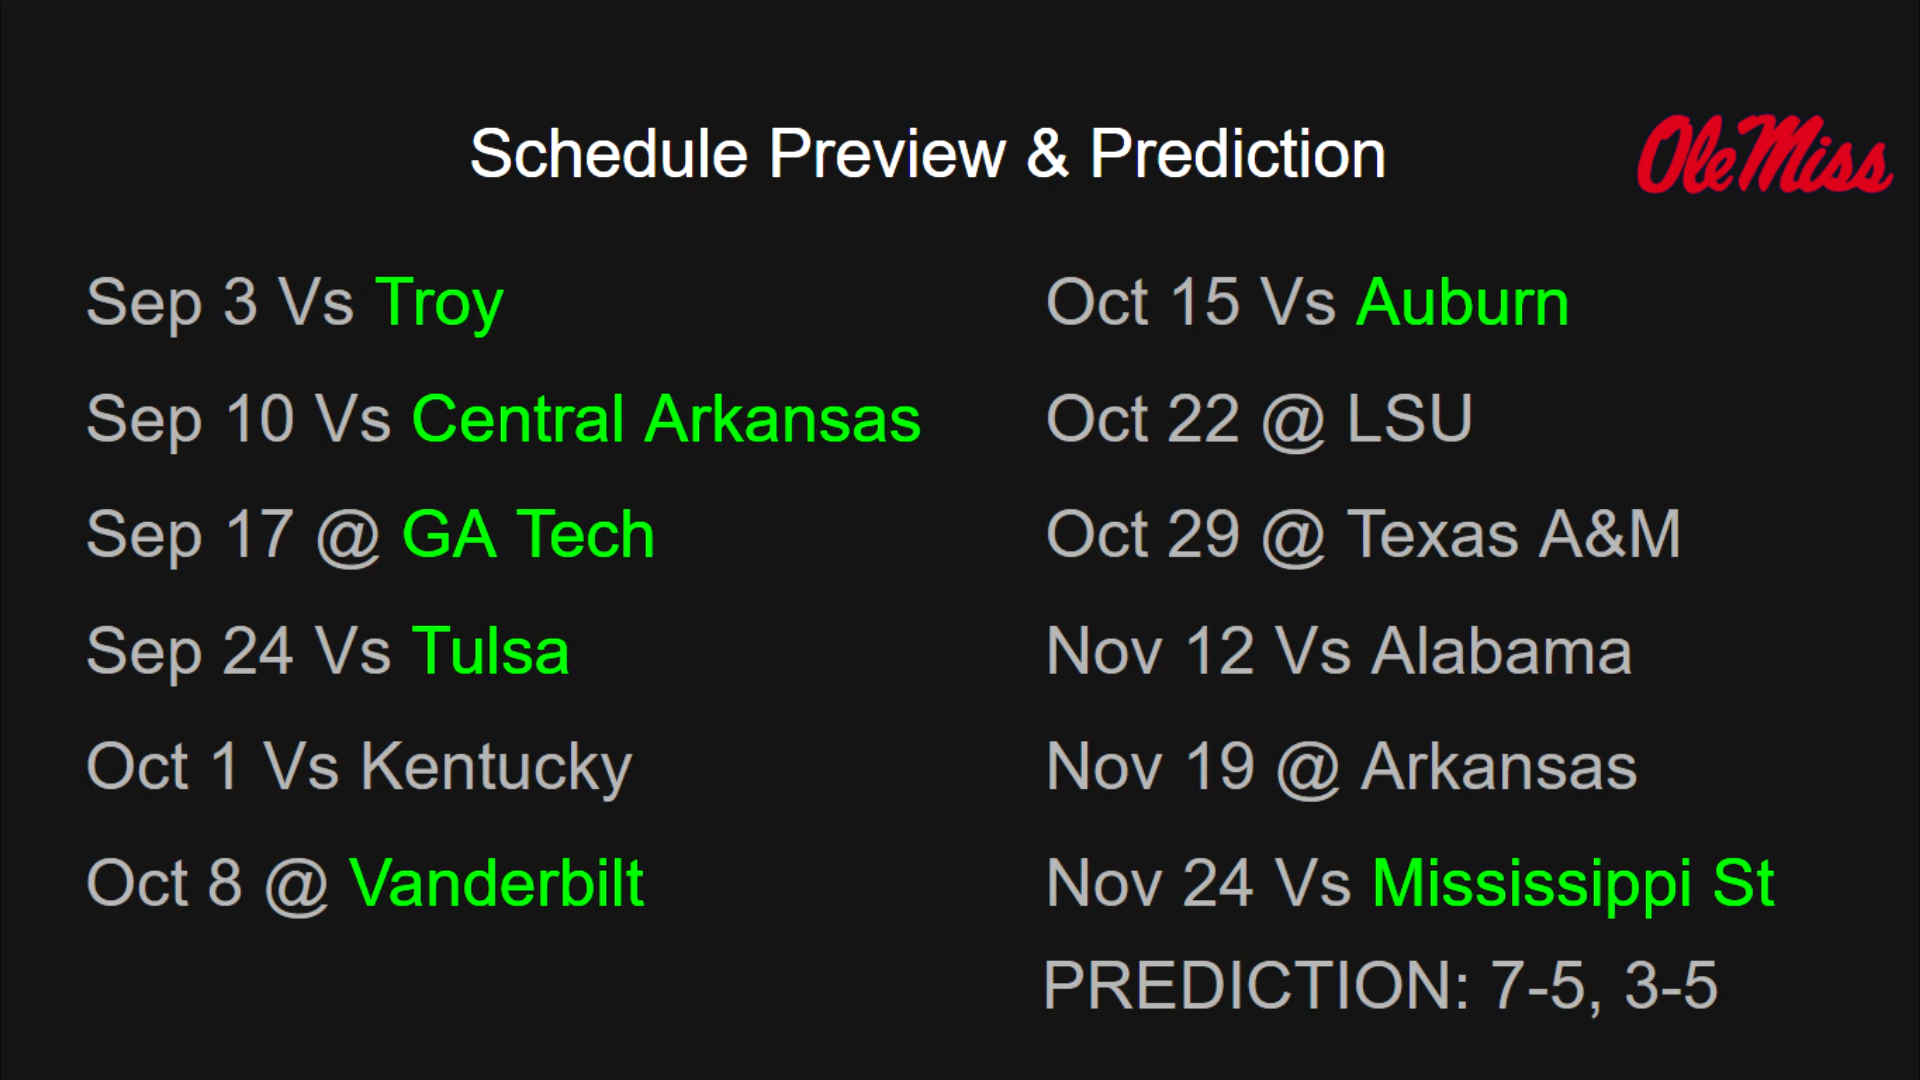 Schedule Preview & Prediction
Ole Miss
Sep 3 Vs Troy
Sep 10 Vs Central Arkansas
Sep 17 @ GA Tech
Sep 24 Vs Tulsa
Oct 1 Vs Kentucky
Oct 8 @ Vanderbilt
Oct 15 Vs Auburn
Oct 22 @ LSU
Oct 29 @ Texas A&M
Nov 12 Vs Alabama
Nov 19 @ Arkansas
Nov 24 Vs Mississippi St
PREDICTION: 7-5, 3-5